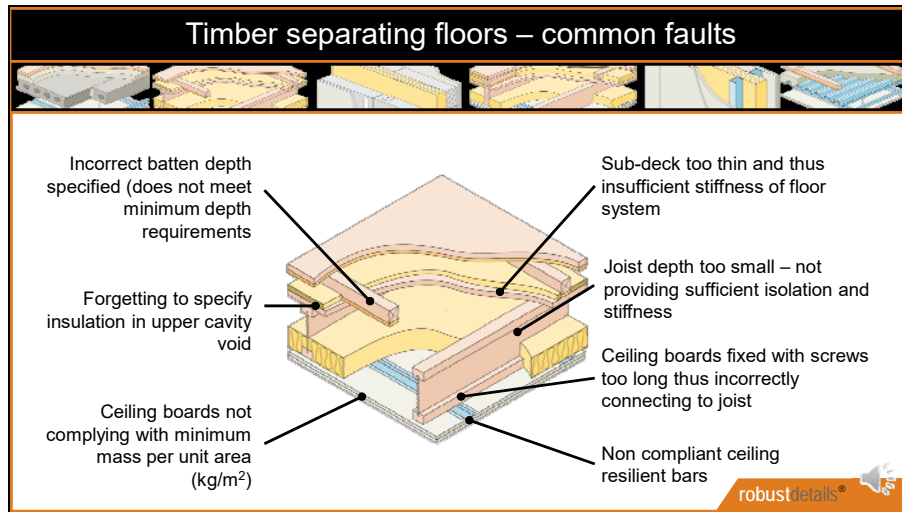 Timber separating floors – common faults
Incorrect batten depth
specified (does not meet
minimum depth
requirements
Forgetting to specify
insulation in upper cavity
void
Ceiling boards not
complying with minimum
mass per unit area
(kg/m²)
Sub-deck too thin and thus
insufficient stiffness of floor
system
Joist depth too small – not
providing sufficient isolation and
stiffness
Ceiling boards fixed with screws
too long thus incorrectly
connecting to joist
Non compliant ceiling
resilient bars
robustdetails®